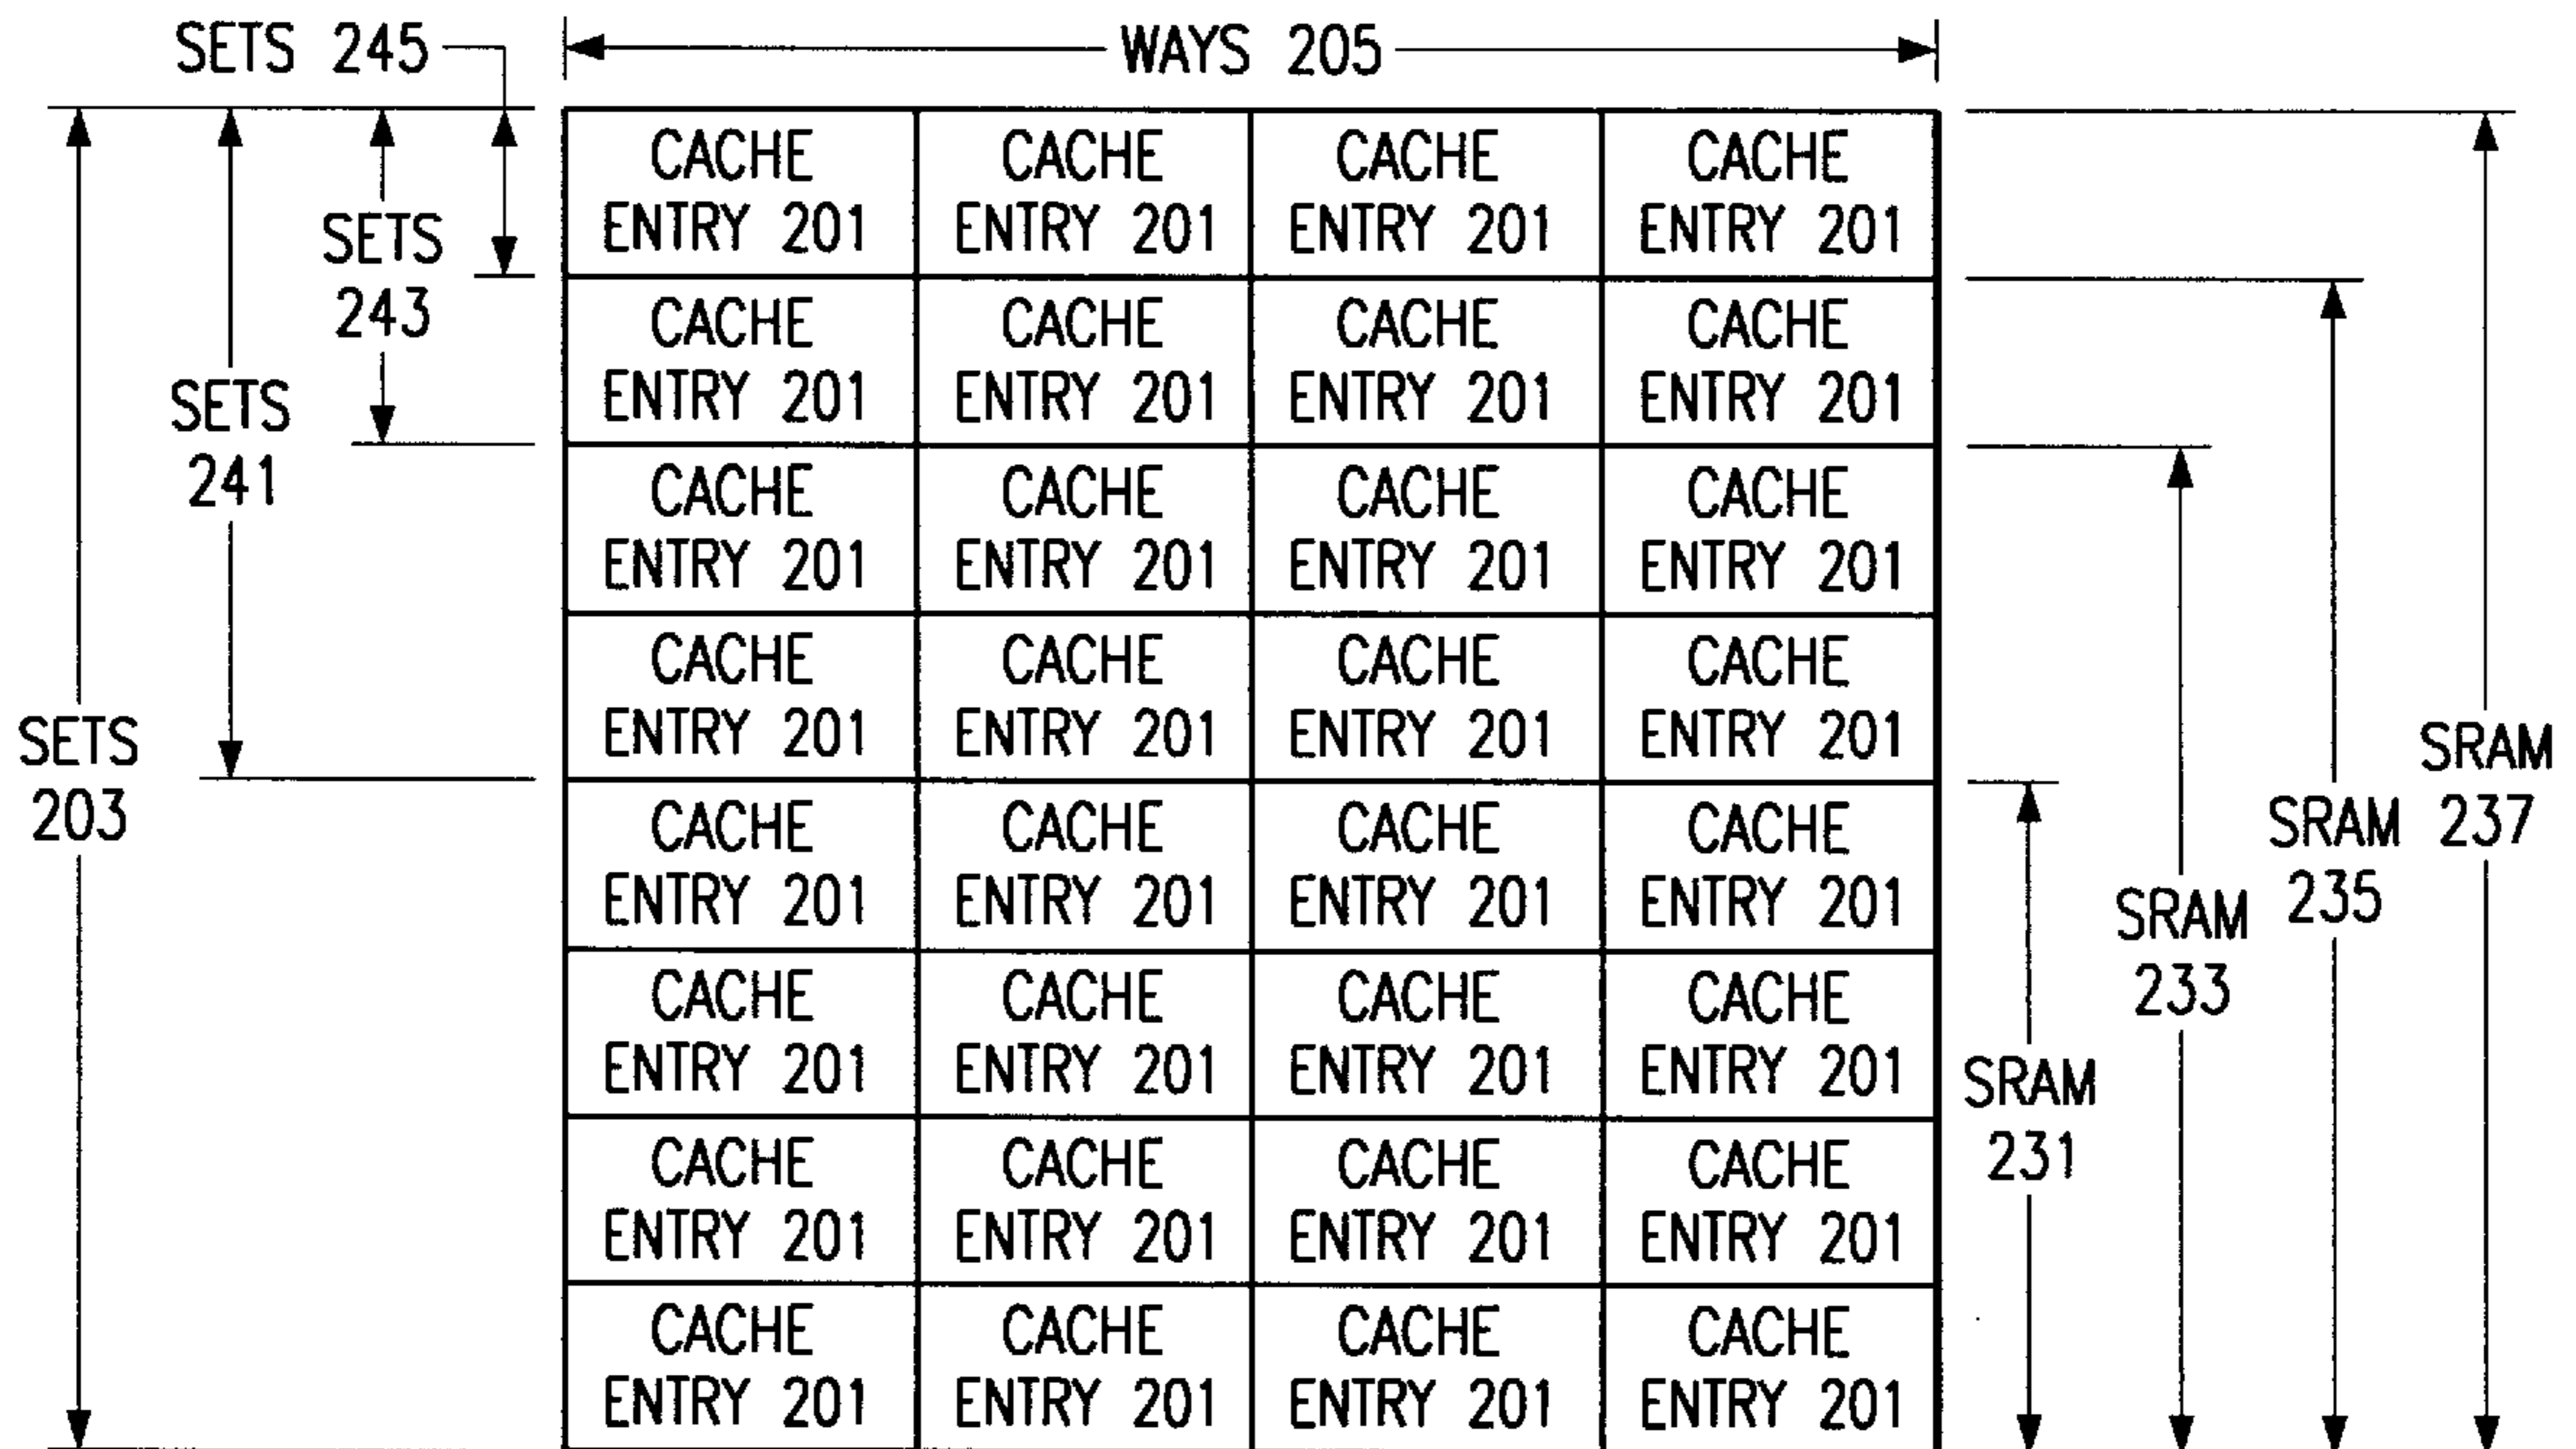 SETS 245
WAYS 205
CACHE CACHE CACHE CACHE
ENTRY 201 ENTRY 201 ENTRY 201 ENTRY 201
SETS
243
CACHE CACHE CACHE CACHE
ENTRY 201 ENTRY 201 ENTRY 201 ENTRY 201
SETS
241
CACHE CACHE CACHE CACHE
ENTRY 201 ENTRY 201 ENTRY 201 ENTRY 201
CACHE CACHE CACHE CACHE
ENTRY 201 ENTRY 201 ENTRY 201 ENTRY 201
SETS
203
CACHE CACHE CACHE CACHE
ENTRY 201 ENTRY 201 ENTRY 201 ENTRY 201
CACHE CACHE CACHE CACHE
ENTRY 201 ENTRY 201 ENTRY 201 ENTRY 201
CACHE CACHE CACHE CACHE
ENTRY 201 ENTRY 201 ENTRY 201 ENTRY 201
CACHE CACHE CACHE CACHE
ENTRY 201 ENTRY 201 ENTRY 201 ENTRY 201
SRAM
231
SRAM
233
SRAM
235
SRAM
237